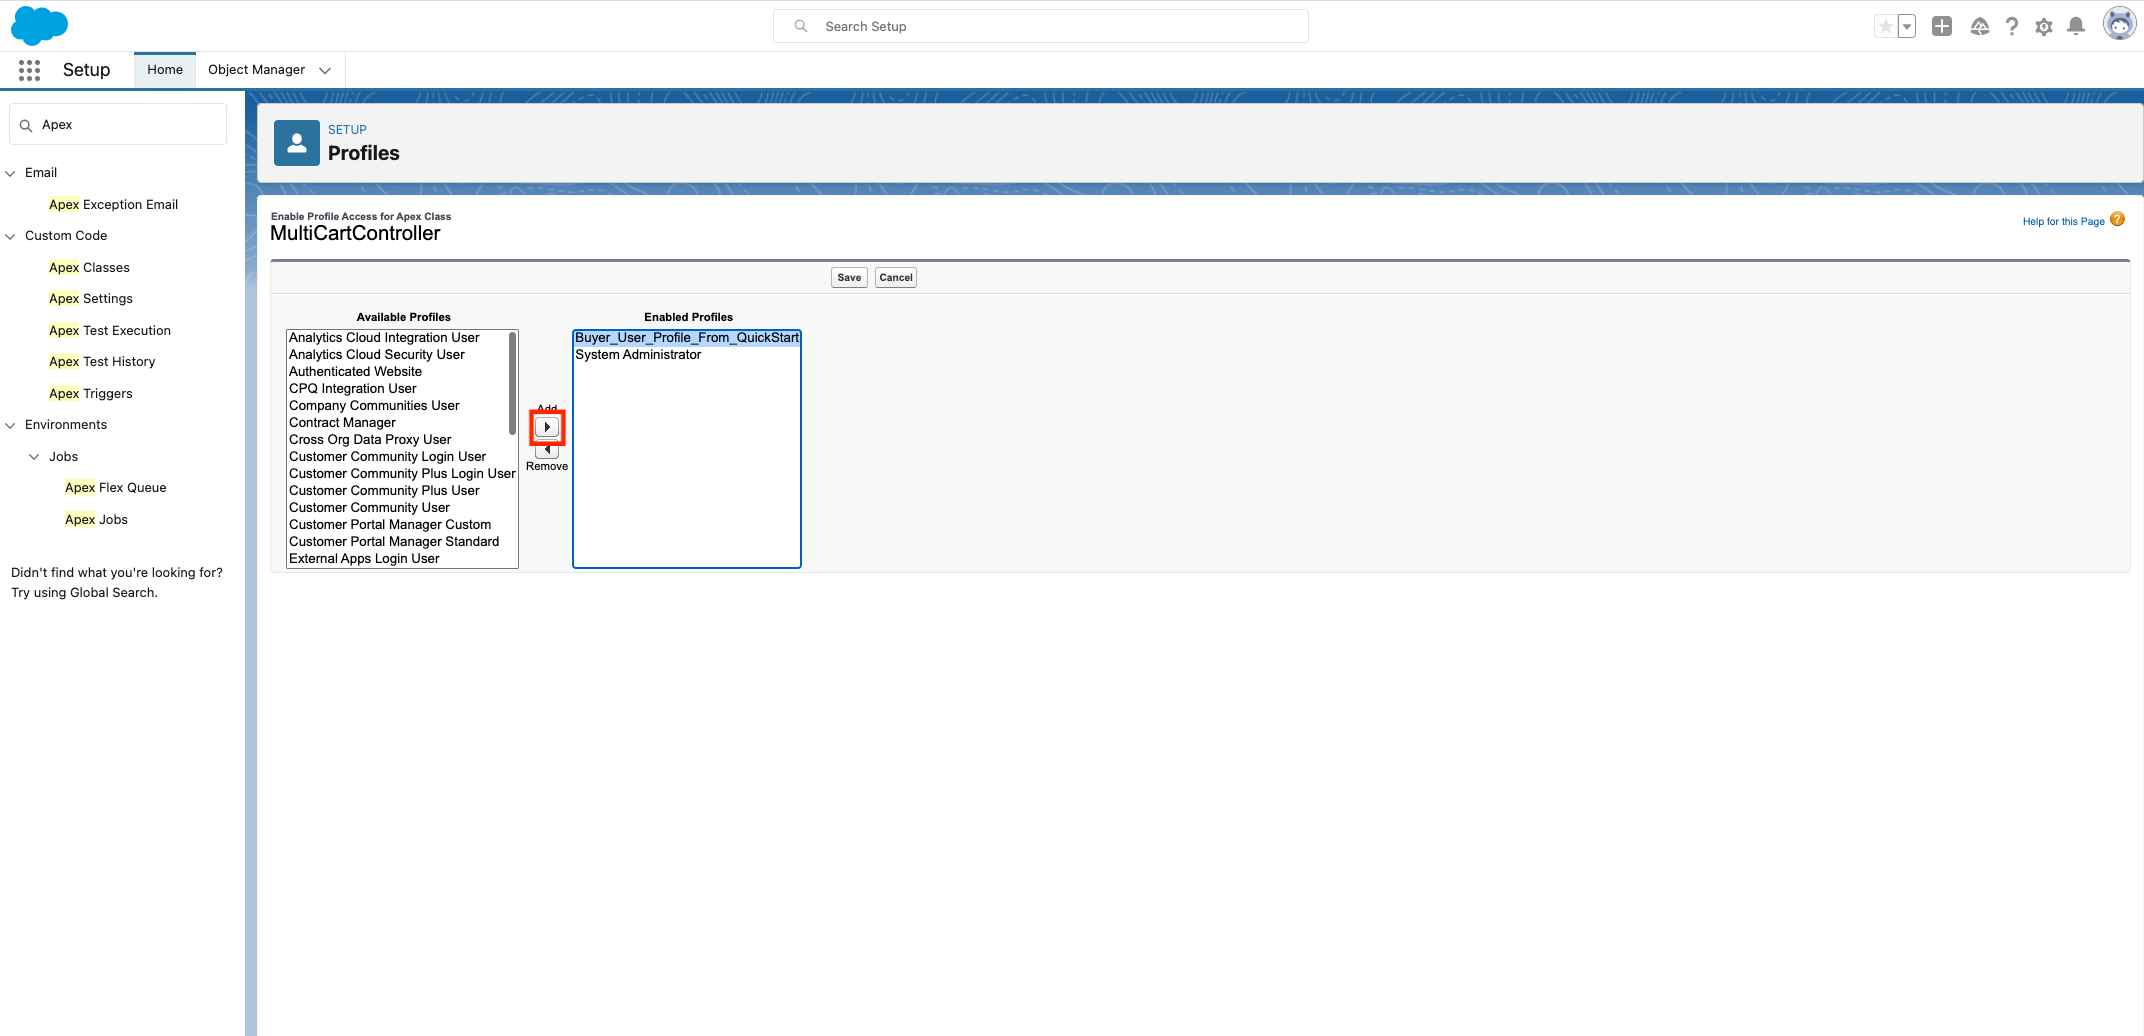 Search Setup
Setup
Home
Object Manager
Apex
Email
Apex Exception Email
Custom Code
Apex Classes
Apex Settings
Apex Test Execution
Apex Test History
Apex Triggers
Environments
Jobs
Apex Flex Queue
Apex Jobs
Didn't find what you're looking for?
Try using Global Search.
SETUP
Profiles
Enable Profile Access for Apex Class
MultiCartController
Help for this Page ?
Save Cancel
Available Profiles
Analytics Cloud Integration User
Analytics Cloud Security User
Authenticated Website
CPQ Integration User
Company Communities User
Contract Manager
Cross Org Data Proxy User
Customer Community Login User
Customer Community Plus Login User
Customer Community Plus User
Customer Community User
Customer Portal Manager Custom
Customer Portal Manager Standard
External Apps Login User
Add
Remove
Enabled Profiles
Buyer_User_Profile_From_QuickStart
System Administrator